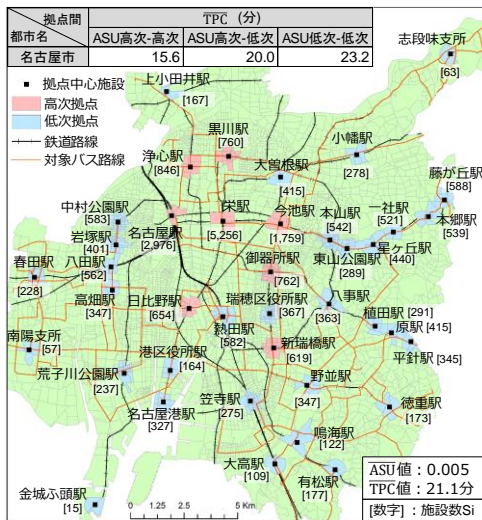 拠点間
都市名
TPC (分)
ASU高次-高次 ASU高次-低次 ASU低次-低次
名古屋市 15.6 20.0 23.2
拠点中心施設
高次拠点
低次拠点
鉄道路線
対象バス路線
志段味支所
[63]
上小田井駅
[167]
黒川駅
[760]
小幡駅
[278]
浄心駅
[846]
大曽根駅
[415]
藤が丘駅
[588]
中村公園駅
[583]
栄駅
[5,256]
今池駅
[1,759]
本山駅
[542]
一社駅
[521]
本郷駅
[539]
岩塚駅
[401]
名古屋駅
[2,976]
星ヶ丘駅
[440]
東山公園駅
[289]
八田駅
[562]
春田駅
[228]
御器所駅
[762]
高畑駅
[347]
日比野駅
[654]
瑞穂区役所駅
[367]
八事駅
[363]
植田駅 [291]
原駅 [415]
平針駅 [345]
熱田駅
[582]
南陽支所
[57]
新瑞橋駅
[619]
港区役所駅
[164]
荒子川公園駅
[237]
野並駅
[347]
笠寺駅
[275]
徳重駅
[173]
名古屋港駅
[327]
鳴海駅
[122]
大高駅
[109]
有松駅
[177]
金城ふ頭駅
[15]
0 1.25 2.5 5 Km
ASU値：0.005
TPC値：21.1分
[数字]：施設数Si